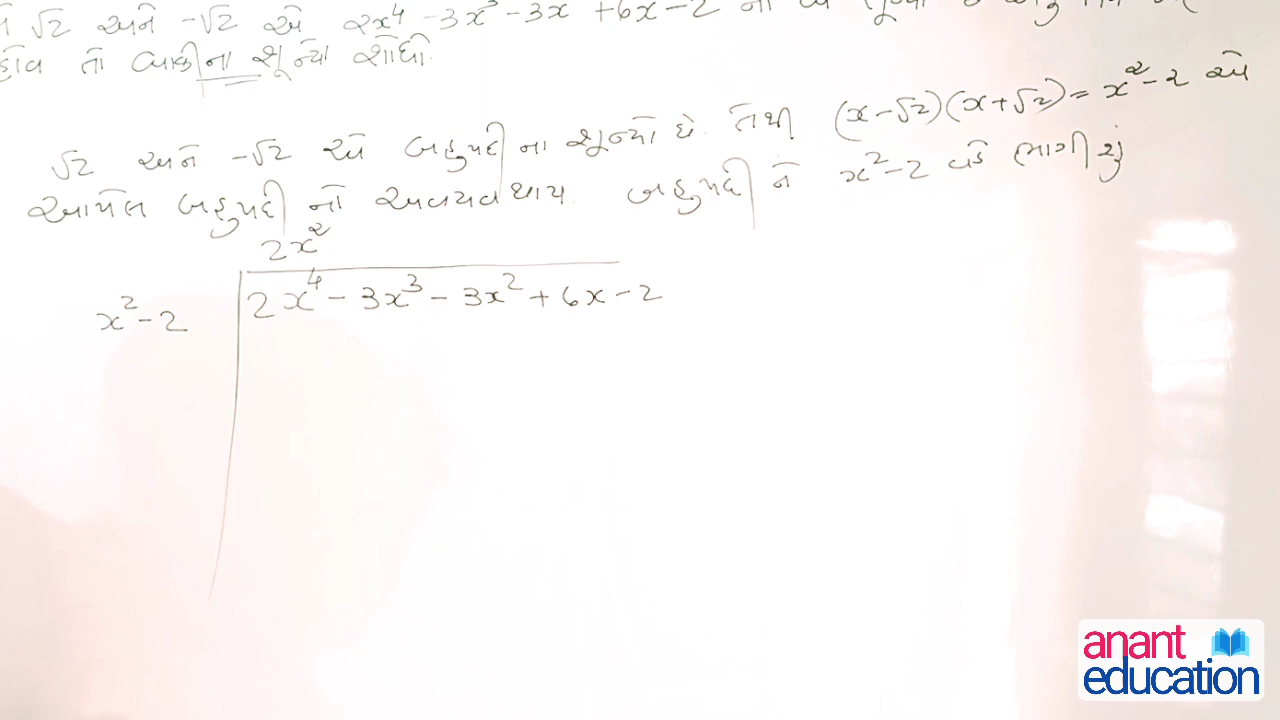 √2 અને -√2 એ 2x⁴ -3x³ -3x +6x-2
હોય તો બાકીના શૂન્યો શોધો.
√2 અને -√2 એ બહુપદીના શૂન્યો છે. તેથી (x-√2)(x+√2) = x²-2 એ
આપેલ બહુપદીનો અવયવ થાય. બહુપદીને x²-2 વડે ભાગીશું
2x²
x²-2
2x⁴ - 3x³ - 3x² + 6x - 2
anant
education